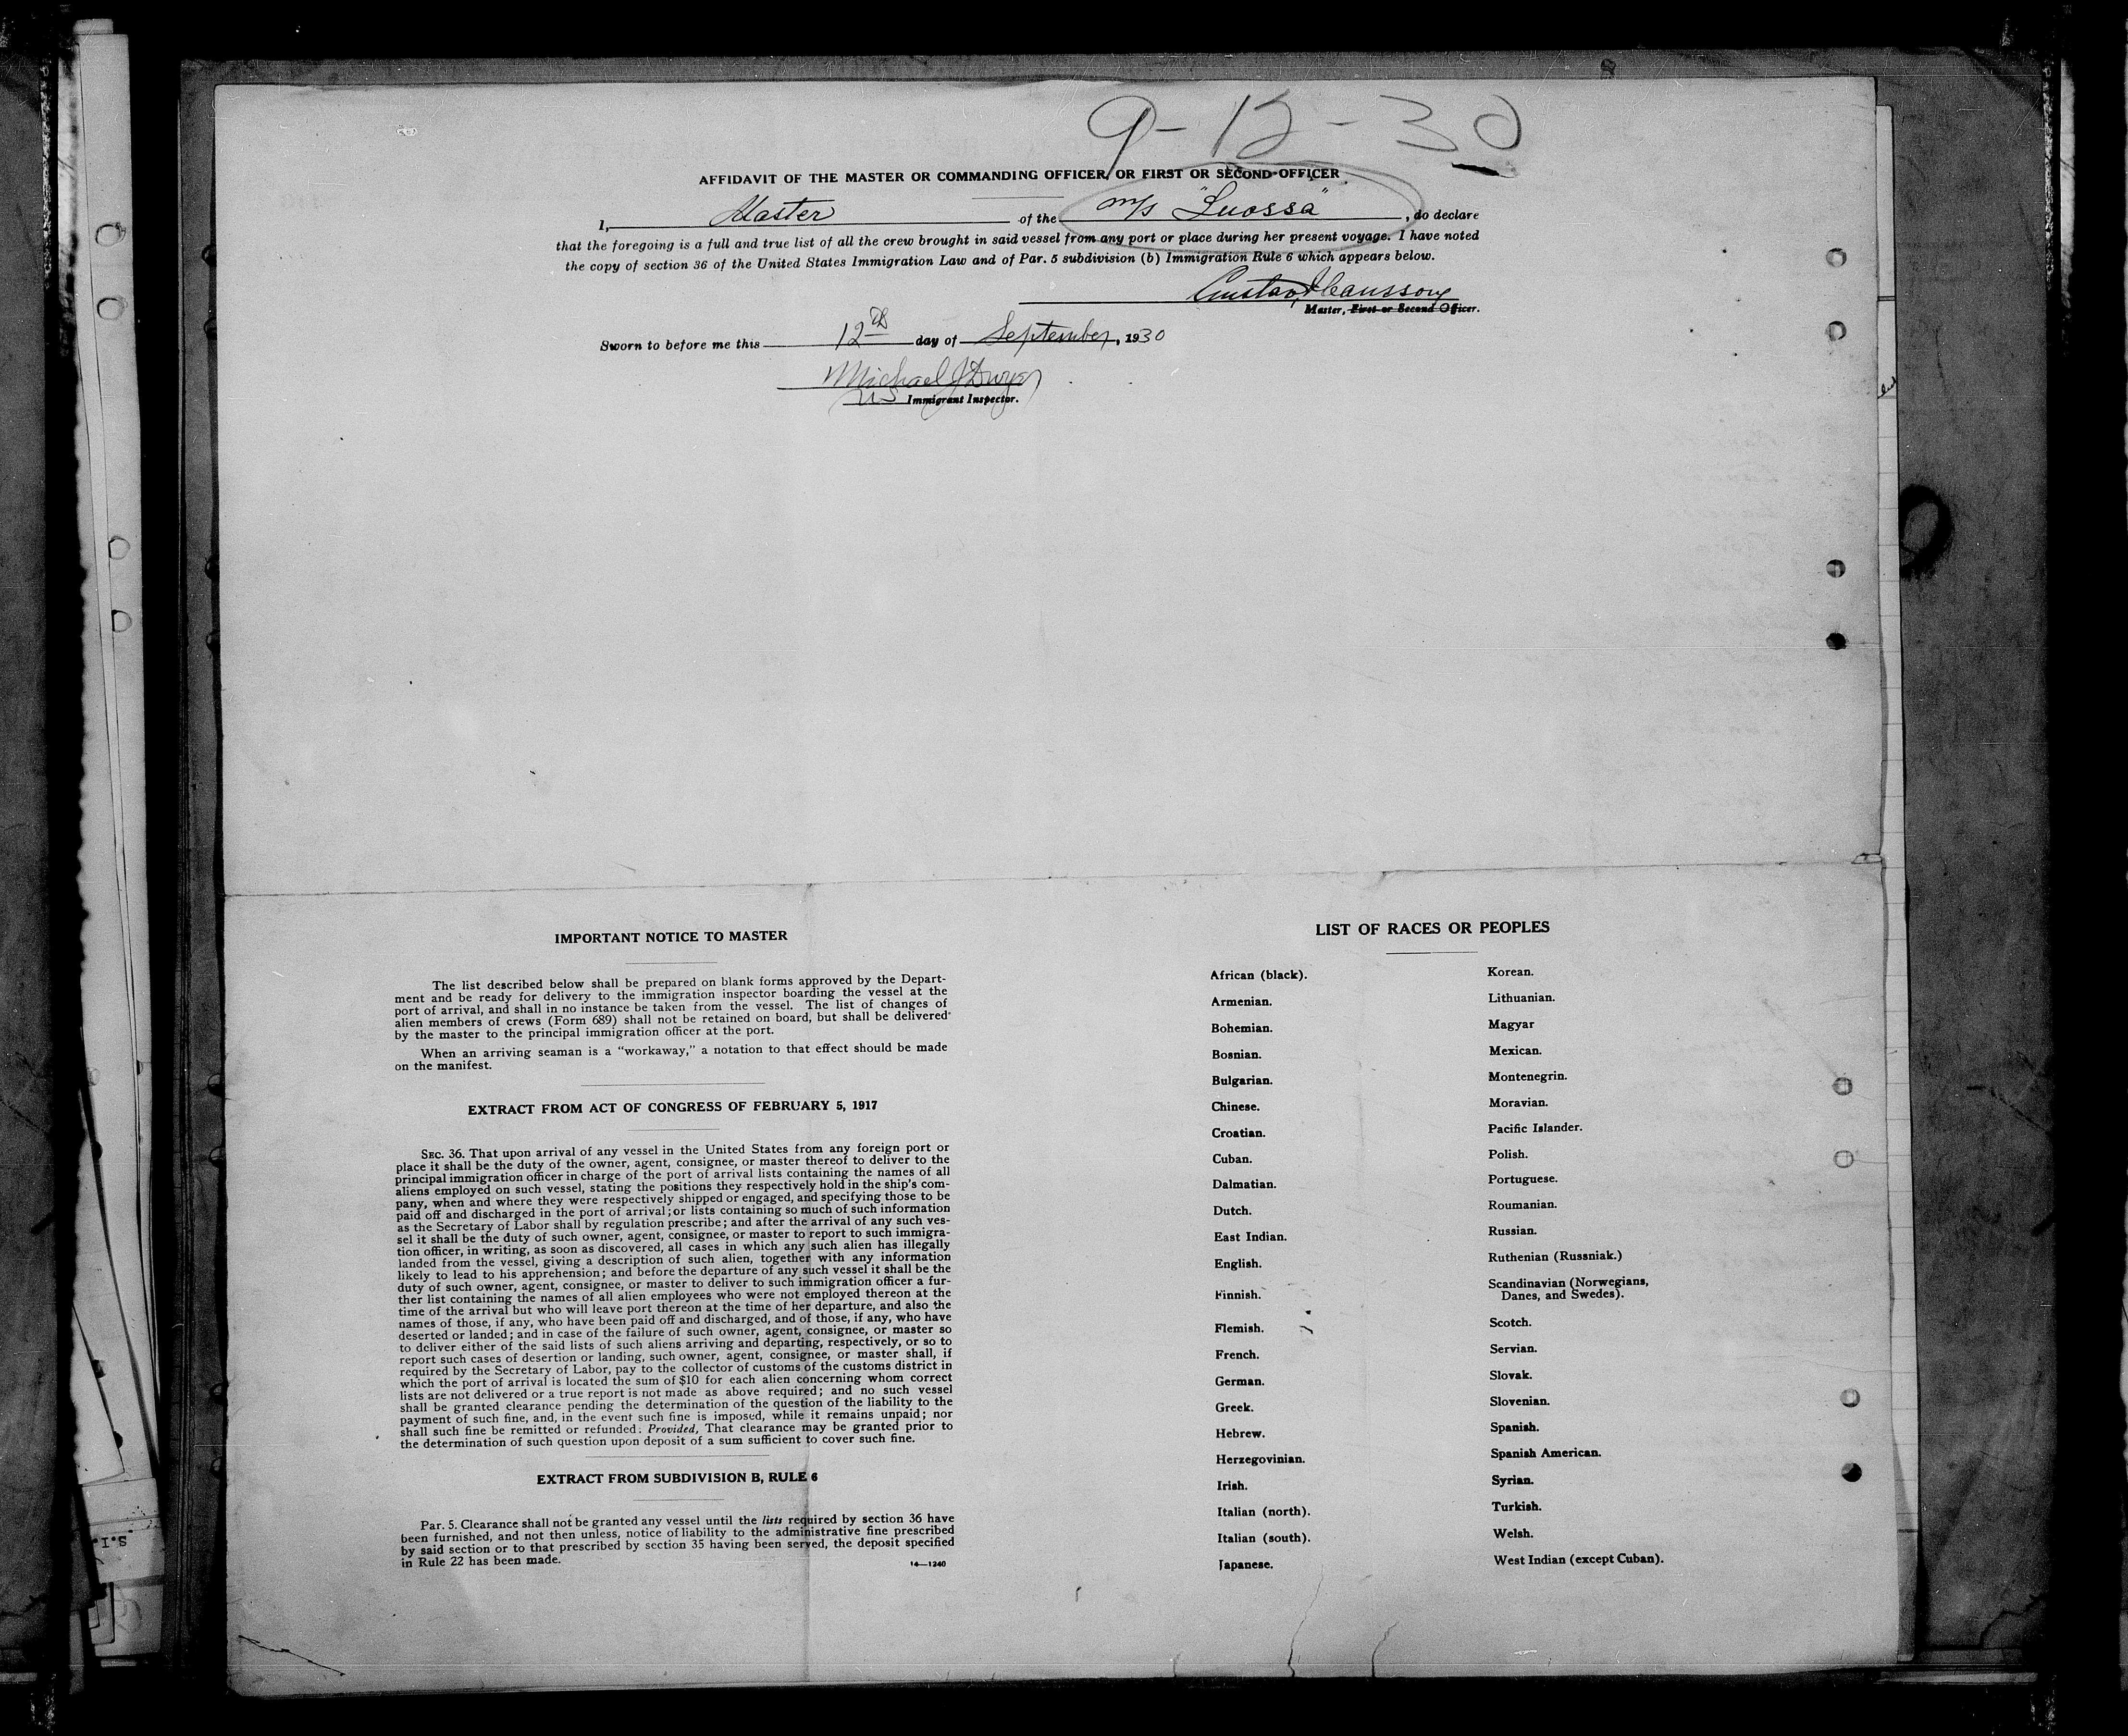 9-12-30
AFFIDAVIT OF THE MASTER OR COMMANDING OFFICER, OR FIRST OR SECOND OFFICER
I, Master of the m/s "Luossa", do declare
that the foregoing is a full and true list of all the crew brought in said vessel from any port or place during her present voyage. I have noted
the copy of section 36 of the United States Immigration Law and of Par. 5 subdivision (b) Immigration Rule 6 which appears below.
Gustav
Master, First or Second Officer.
Sworn to before me this 12th day of September, 1930
Michael J Dwyer
US Immigrant Inspector.
IMPORTANT NOTICE TO MASTER
The list described below shall be prepared on blank forms approved by the Depart-
ment and be ready for delivery to the immigration inspector boarding the vessel at the
port of arrival, and shall in no instance be taken from the vessel. The list of changes of
alien members of crews (Form 689) shall not be retained on board, but shall be delivered
by the master to the principal immigration officer at the port.
When an arriving seaman is a "workaway," a notation to that effect should be made
on the manifest.
EXTRACT FROM ACT OF CONGRESS OF FEBRUARY 5, 1917
SEC. 36. That upon arrival of any vessel in the United States from any foreign port or
place it shall be the duty of the owner, agent, consignee, or master thereof to deliver to the
principal immigration officer in charge of the port of arrival lists containing the names of all
aliens employed on such vessel, stating the positions they respectively hold in the ship's com-
pany, when and where they were respectively shipped or engaged, and specifying those to be
paid off and discharged in the port of arrival; or lists containing so much of such information
as the Secretary of Labor shall by regulation prescribe; and after the arrival of any such ves-
sel it shall be the duty of such owner, agent, consignee, or master to report to such immigra-
tion officer, in writing, as soon as discovered, all cases in which any such alien has illegally
landed from the vessel, giving a description of such alien, together with any information
likely to lead to his apprehension; and before the departure of any such vessel it shall be the
duty of such owner, agent, consignee, or master to deliver to such immigration officer a fur-
ther list containing the names of all alien employees who were not employed thereon at the
time of the arrival but who will leave port thereon at the time of her departure, and also the
names of those, if any, who have been paid off and discharged, and of those, if any, who have
deserted or landed; and in case of the failure of such owner, agent, consignee, or master so
to deliver either of the said lists of such aliens arriving and departing, respectively, or so to
report such cases of desertion or landing, such owner, agent, consignee, or master shall, if
required by the Secretary of Labor, pay to the collector of customs of the customs district in
which the port of arrival is located the sum of $10 for each alien concerning whom correct
lists are not delivered or a true report is not made as above required; and no such vessel
shall be granted clearance pending the determination of the question of the liability to the
payment of such fine, and, in the event such fine is imposed, while it remains unpaid; nor
shall such fine be remitted or refunded: Provided, That clearance may be granted prior to
the determination of such question upon deposit of a sum sufficient to cover such fine.
EXTRACT FROM SUBDIVISION B, RULE 6
Par. 5. Clearance shall not be granted any vessel until the lists required by section 36 have
been furnished, and not then unless, notice of liability to the administrative fine prescribed
by said section or to that prescribed by section 35 having been served, the deposit specified
in Rule 22 has been made.
14—1240
LIST OF RACES OR PEOPLES
African (black).
Armenian.
Bohemian.
Bosnian.
Bulgarian.
Chinese.
Croatian.
Cuban.
Dalmatian.
Dutch.
East Indian.
English.
Finnish.
Flemish.
French.
German.
Greek.
Hebrew.
Herzegovinian.
Irish.
Italian (north).
Italian (south).
Japanese.
Korean.
Lithuanian.
Magyar
Mexican.
Montenegrin.
Moravian.
Pacific Islander.
Polish.
Portuguese.
Roumanian.
Russian.
Ruthenian (Russniak.)
Scandinavian (Norwegians,
Danes, and Swedes).
Scotch.
Servian.
Slovak.
Slovenian.
Spanish.
Spanish American.
Syrian.
Turkish.
Welsh.
West Indian (except Cuban).
S.I.